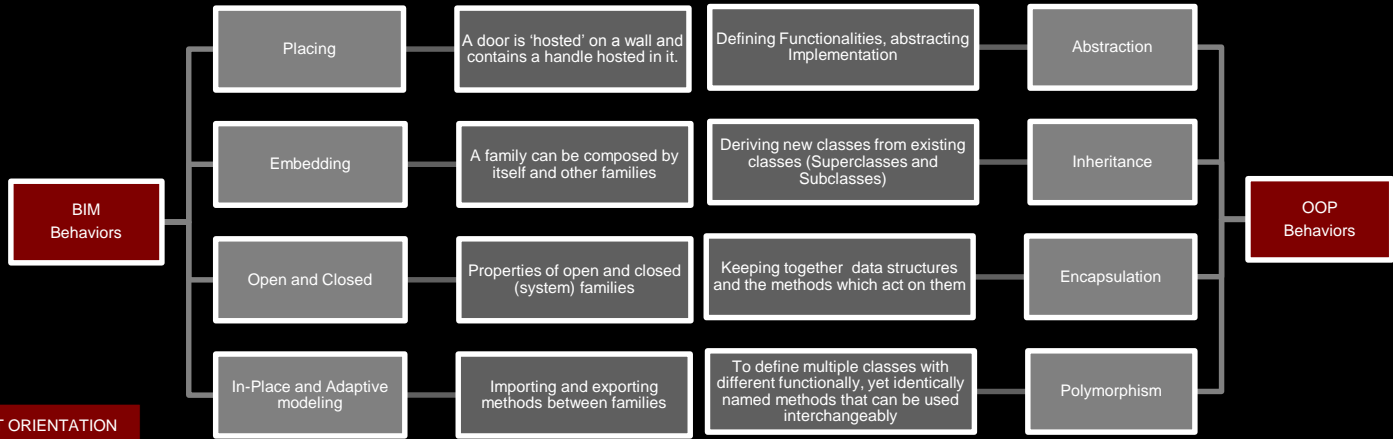 BIM
Behaviors
Placing
A door is ‘hosted’ on a wall and
contains a handle hosted in it.
Embedding
A family can be composed by
itself and other families
Open and Closed
Properties of open and closed
(system) families
In-Place and Adaptive
modeling
Importing and exporting
methods between families
Defining Functionalities, abstracting
Implementation
Abstraction
Deriving new classes from existing
classes (Superclasses and
Subclasses)
Inheritance
Keeping together data structures
and the methods which act on them
Encapsulation
To define multiple classes with
different functionally, yet identically
named methods that can be used
interchangeably
Polymorphism
OOP
Behaviors
T ORIENTATION